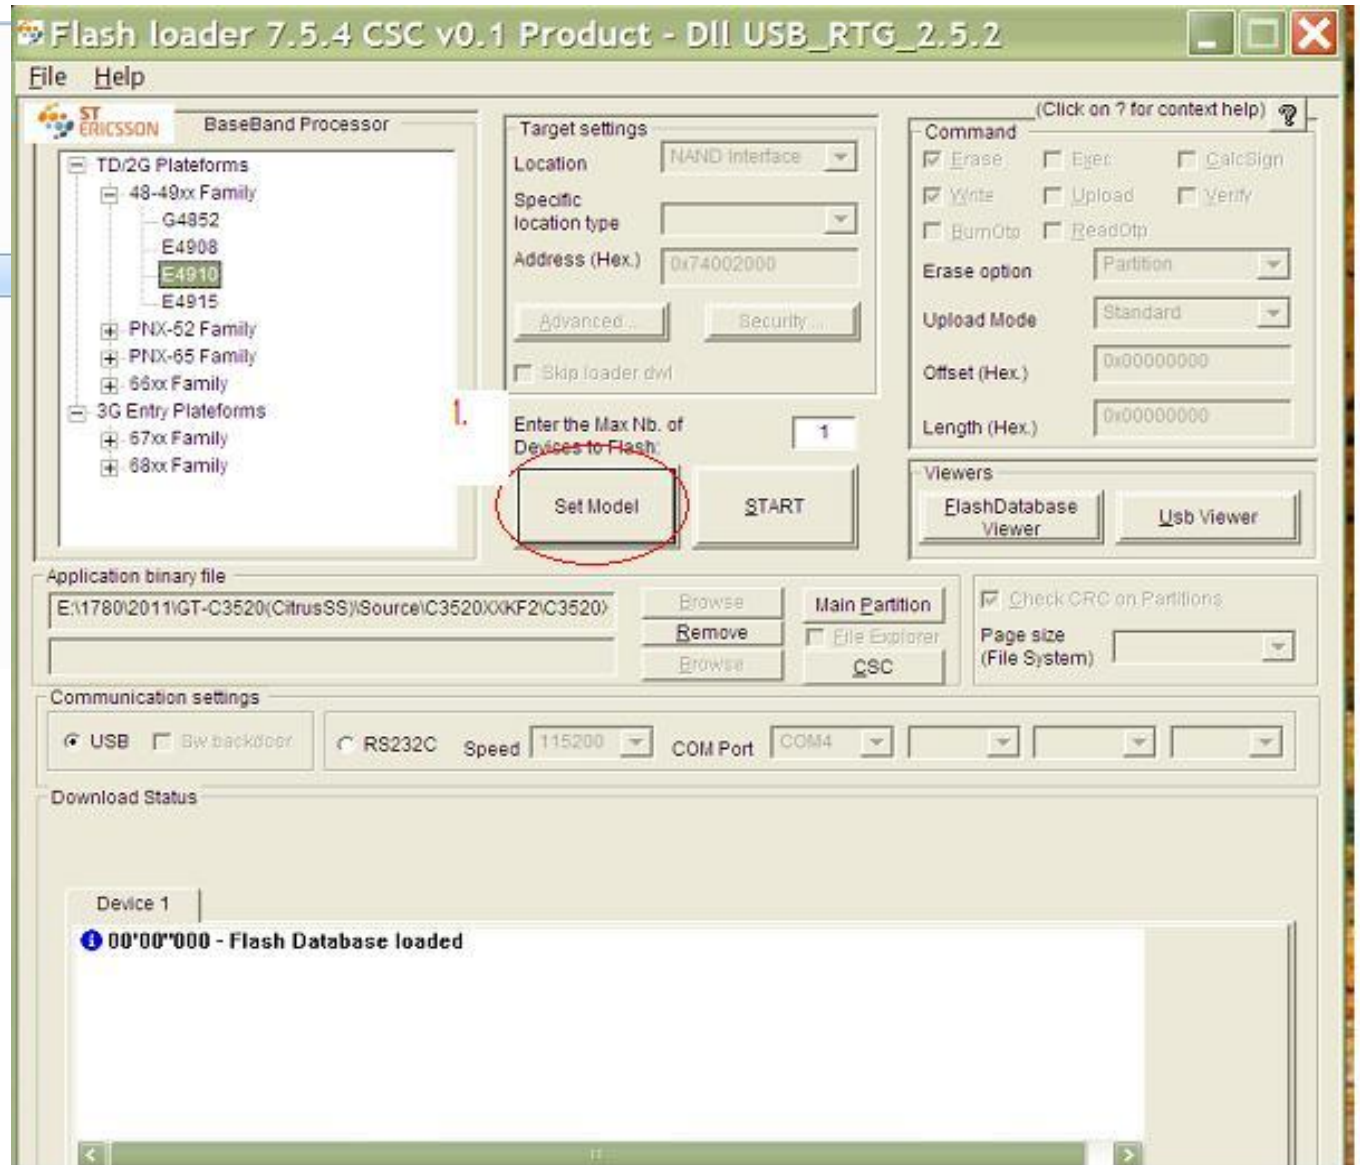 Flash loader 7.5.4 CSC v0.1 Product - Dll USB_RTG_2.5.2
File Help
ST ERICSSON
BaseBand Processor
TD/2G Plateforms
48-49xx Family
G4852
E4908
E4910
E4915
PNX-52 Family
PNX-65 Family
66xx Family
3G Entry Plateforms
67xx Family
68xx Family
1.
Target settings
Location NAND Interface
Specific
location type
Address (Hex.) 0x74002000
Advanced... Security...
Skip loader dwl
Enter the Max Nb. of
Devices to Flash: 1
Set Model START
(Click on ? for context help) ?
Command
Erase Exec CalcSign
Write Upload Verify
BurnOtp ReadOtp
Erase option Partition
Upload Mode Standard
Offset (Hex.) 0x00000000
Length (Hex.) 0x00000000
Viewers
FlashDatabase
Viewer
Usb Viewer
Application binary file
E:\1780\2011\GT-C3520(CitrusSS)\Source\C3520XXKF2\C3520X
Browse Main Partition
Remove File Explorer
Browse CSC
Check CRC on Partitions
Page size
(File System)
Communication settings
USB Bw backdoor RS232C Speed 115200 COM Port COM4
Download Status
Device 1
00'00"000 - Flash Database loaded